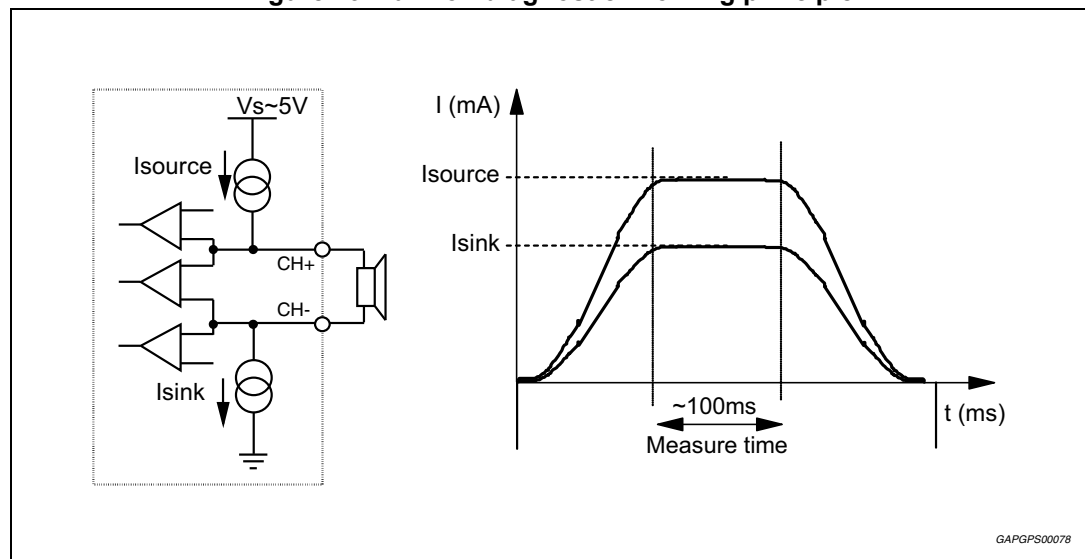 Vs~5V
Isource
CH+
CH-
Isink
I (mA)
Isource
Isink
~100ms
Measure time
t (ms)
GAPGPS00078